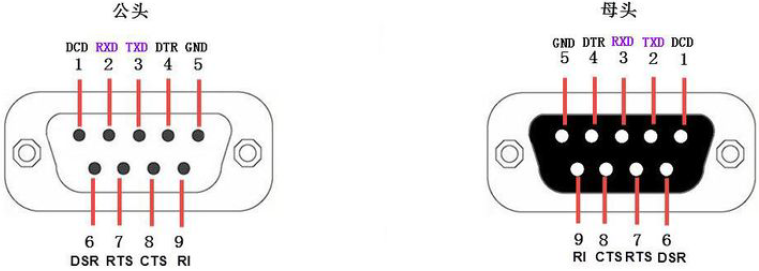 公头
母头
DCD RXD TXD DTR GND
1 2 3 4 5
GND DTR RXD TXD DCD
5 4 3 2 1
6 7 8 9
DSR RTS CTS RI
9 8 7 6
RI CTS RTS DSR